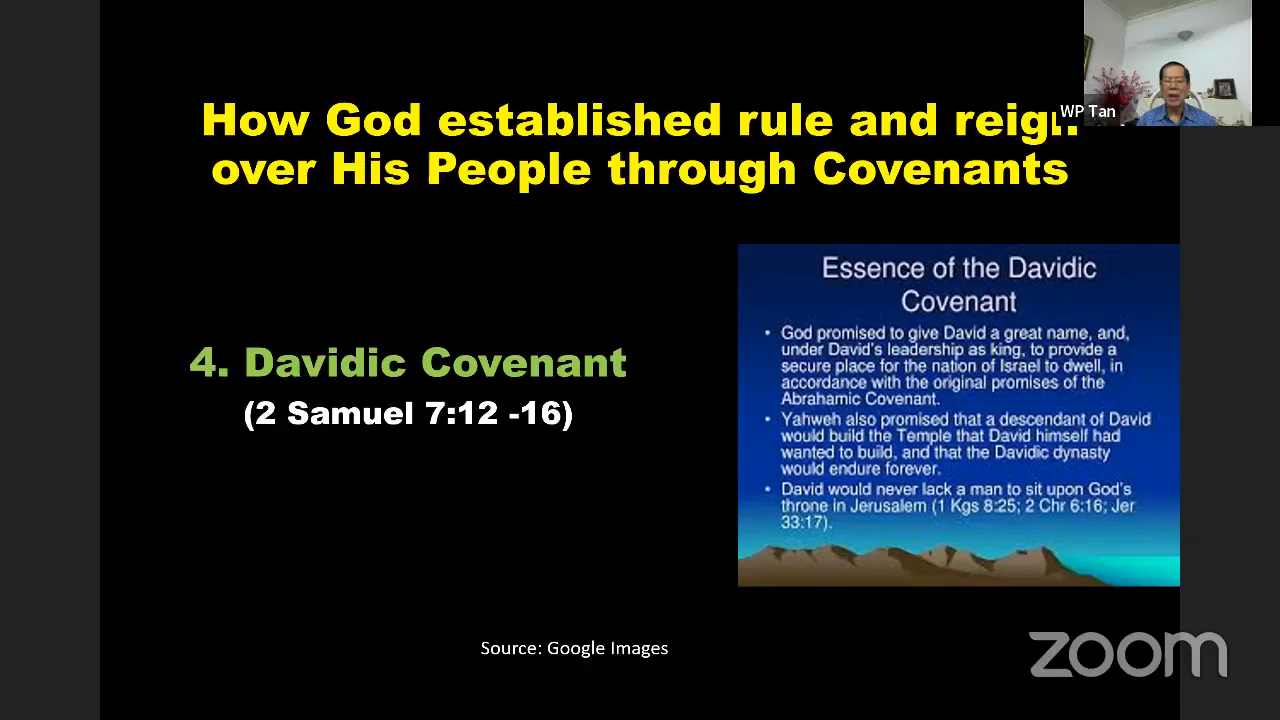 How God established rule and reign
over His People through Covenants
WP Tan
4. Davidic Covenant
(2 Samuel 7:12 -16)
Essence of the Davidic
Covenant
• God promised to give David a great name, and,
under David's leadership as king, to provide a
secure place for the nation of Israel to dwell, in
accordance with the original promises of the
Abrahamic Covenant.
• Yahweh also promised that a descendant of David
would build the Temple that David himself had
wanted to build, and that the Davidic dynasty
would endure forever.
• David would never lack a man to sit upon God's
throne in Jerusalem (1 Kgs 8:25; 2 Chr 6:16; Jer
33:17).
Source: Google Images
zoom